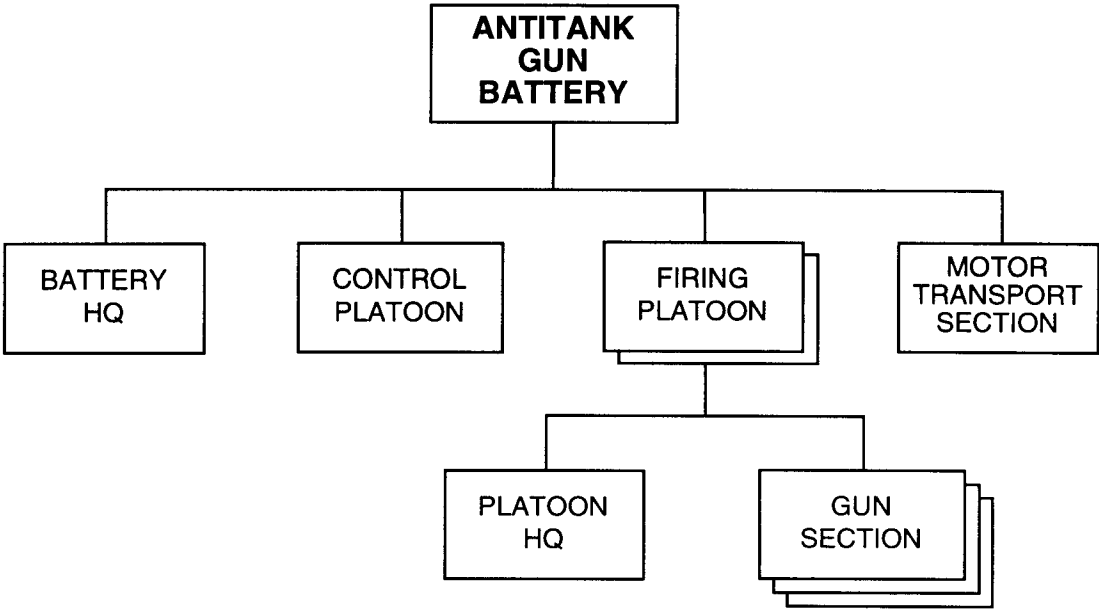 ANTITANK
GUN
BATTERY
BATTERY
HQ
CONTROL
PLATOON
FIRING
PLATOON
MOTOR
TRANSPORT
SECTION
PLATOON
HQ
GUN
SECTION